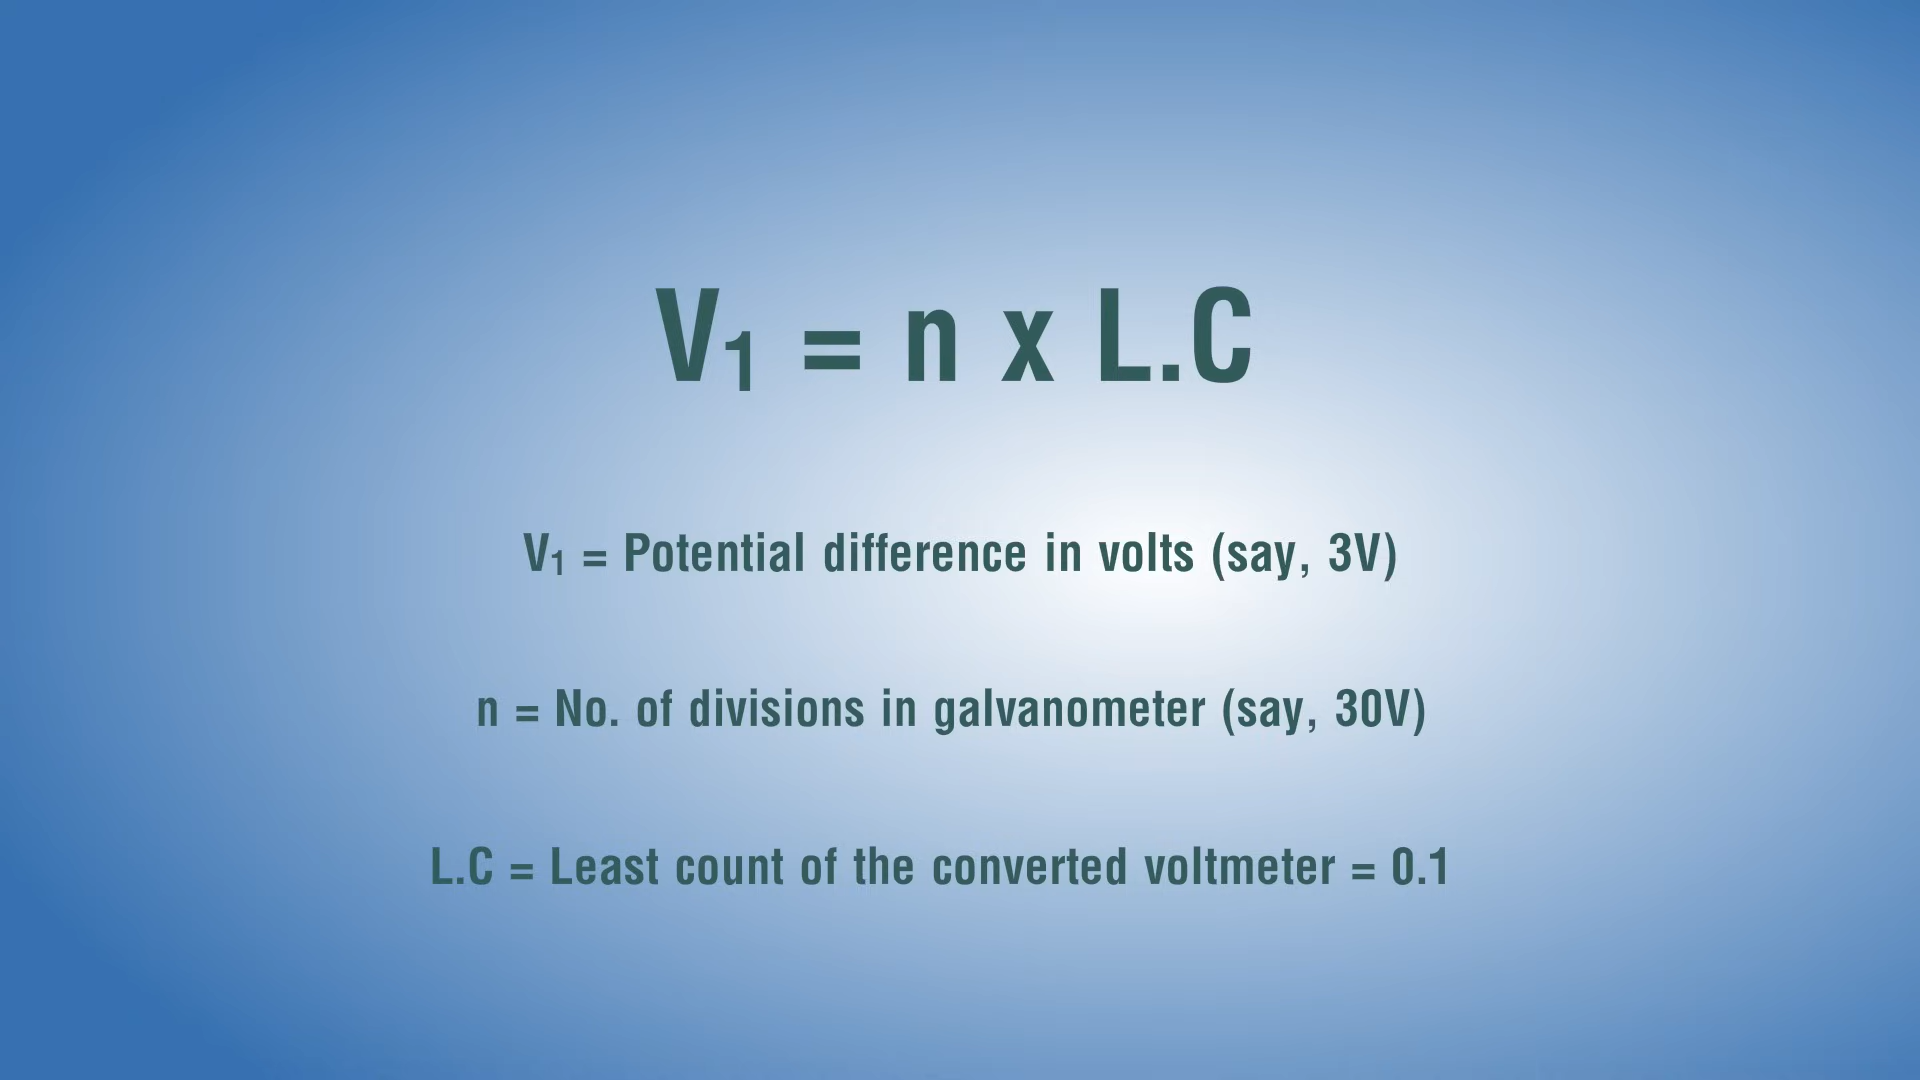 V₁ = n x L.C
V₁ = Potential difference in volts (say, 3V)
n = No. of divisions in galvanometer (say, 30V)
L.C = Least count of the converted voltmeter = 0.1